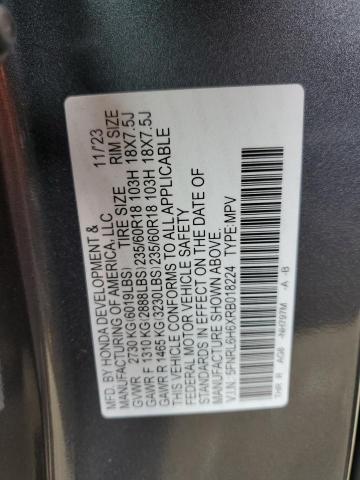 MFD. BY HONDA DEVELOPMENT & 11/23
MANUFACTURING OF AMERICA, LLC
TIRE SIZE RIM SIZE
GVWR 2730 KG(6019LBS)
GAWR F 1310 KG(2888LBS)235/60R18 103H 18X7.5J
GAWR R 1465 KG(3230LBS)235/60R18 103H 18X7.5J
THIS VEHICLE CONFORMS TO ALL APPLICABLE
FEDERAL MOTOR VEHICLE SAFETY
STANDARDS IN EFFECT ON THE DATE OF
MANUFACTURE SHOWN ABOVE.
V.I.N. 5FNRL6H6XRB018224 TYPE:MPV
THR R AG6 -NH797M -A -B